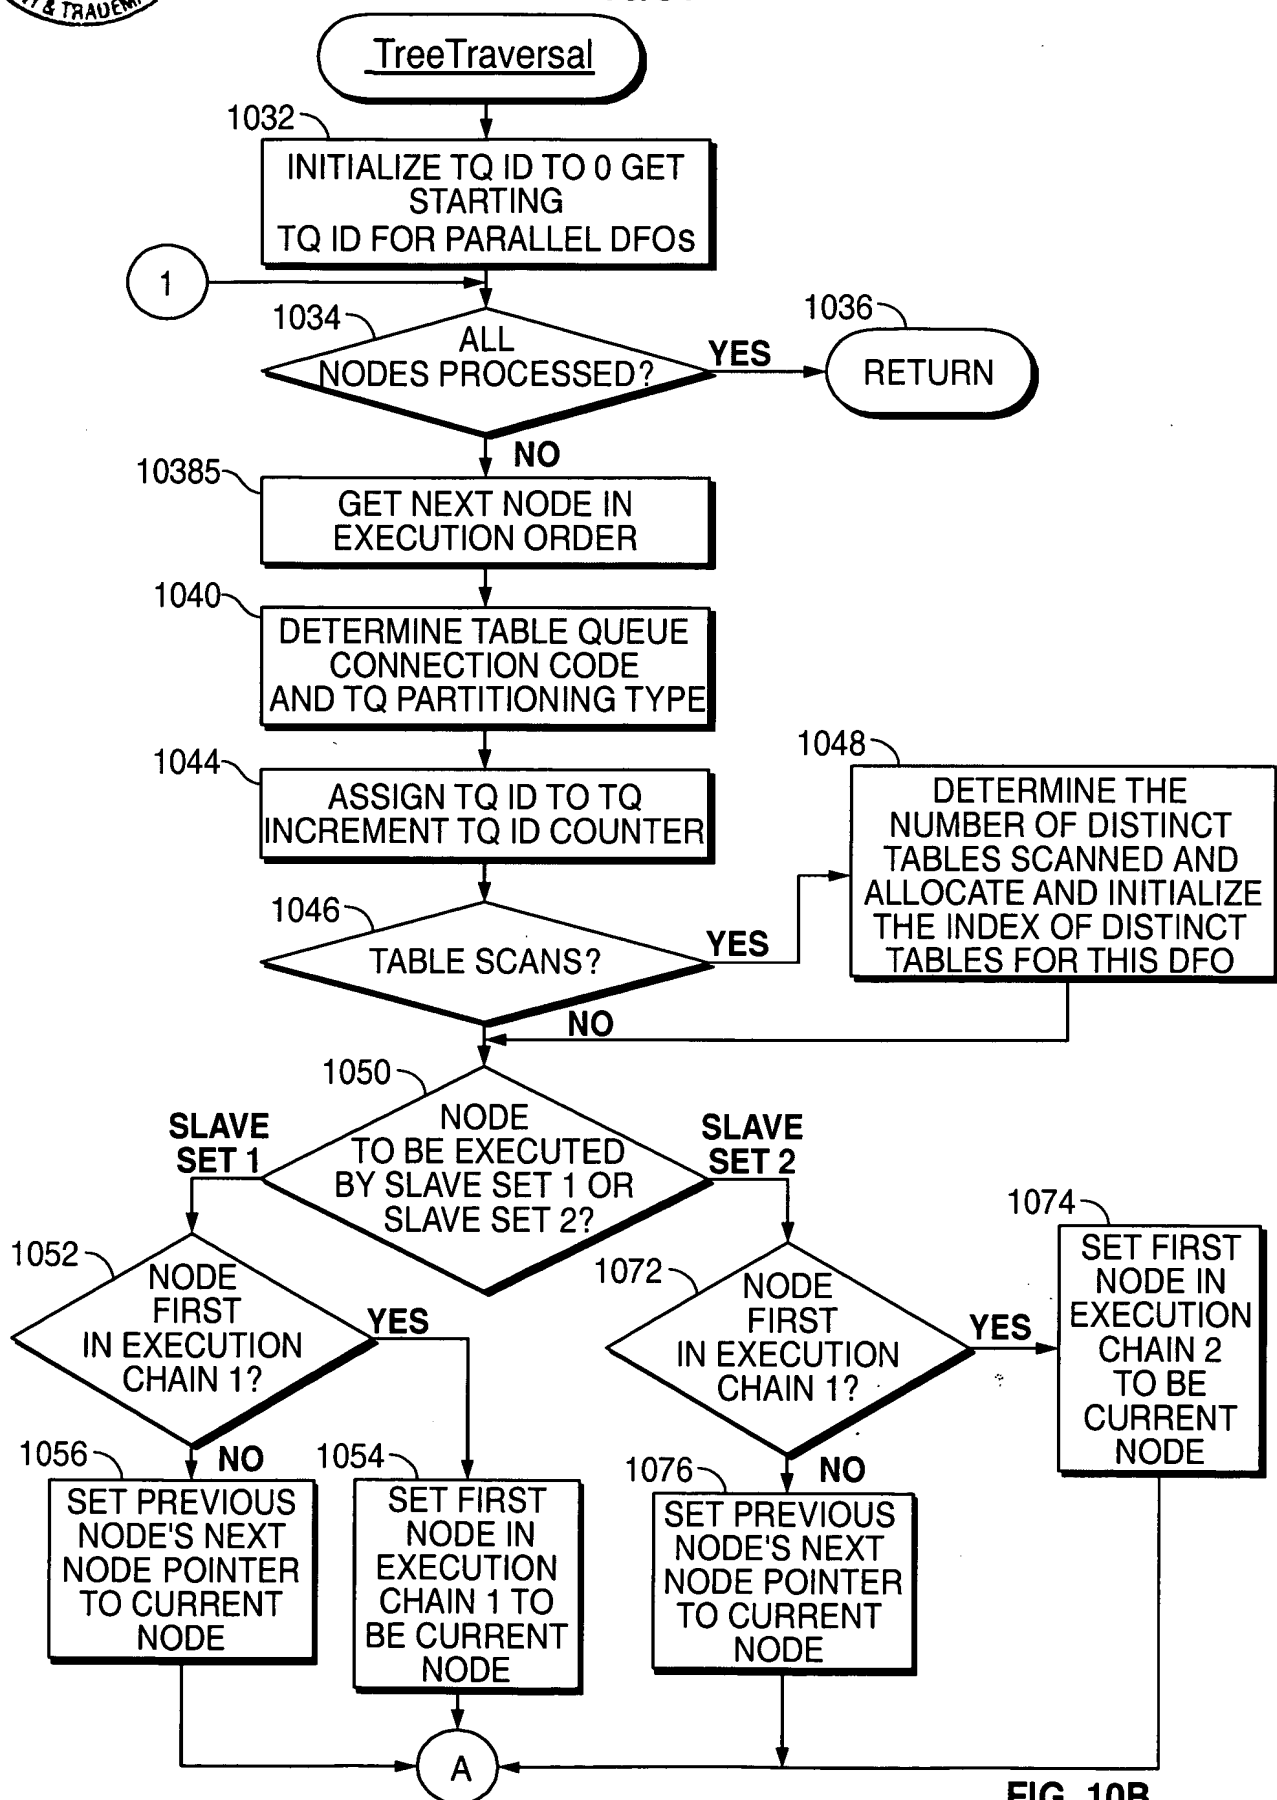 & TRADEM
TreeTraversal
1032
INITIALIZE TQ ID TO 0 GET
STARTING
TQ ID FOR PARALLEL DFOs
1
1034
ALL
NODES PROCESSED?
YES
1036
RETURN
NO
10385
GET NEXT NODE IN
EXECUTION ORDER
1040
DETERMINE TABLE QUEUE
CONNECTION CODE
AND TQ PARTITIONING TYPE
1044
ASSIGN TQ ID TO TQ
INCREMENT TQ ID COUNTER
1048
DETERMINE THE
NUMBER OF DISTINCT
TABLES SCANNED AND
ALLOCATE AND INITIALIZE
THE INDEX OF DISTINCT
TABLES FOR THIS DFO
1046
TABLE SCANS?
YES
NO
1050
NODE
TO BE EXECUTED
BY SLAVE SET 1 OR
SLAVE SET 2?
SLAVE
SET 1
SLAVE
SET 2
1052
NODE
FIRST
IN EXECUTION
CHAIN 1?
YES
NO
1072
NODE
FIRST
IN EXECUTION
CHAIN 1?
YES
NO
1074
SET FIRST
NODE IN
EXECUTION
CHAIN 2
TO BE
CURRENT
NODE
1056
SET PREVIOUS
NODE'S NEXT
NODE POINTER
TO CURRENT
NODE
1054
SET FIRST
NODE IN
EXECUTION
CHAIN 1 TO
BE CURRENT
NODE
1076
SET PREVIOUS
NODE'S NEXT
NODE POINTER
TO CURRENT
NODE
A
FIG. 10B